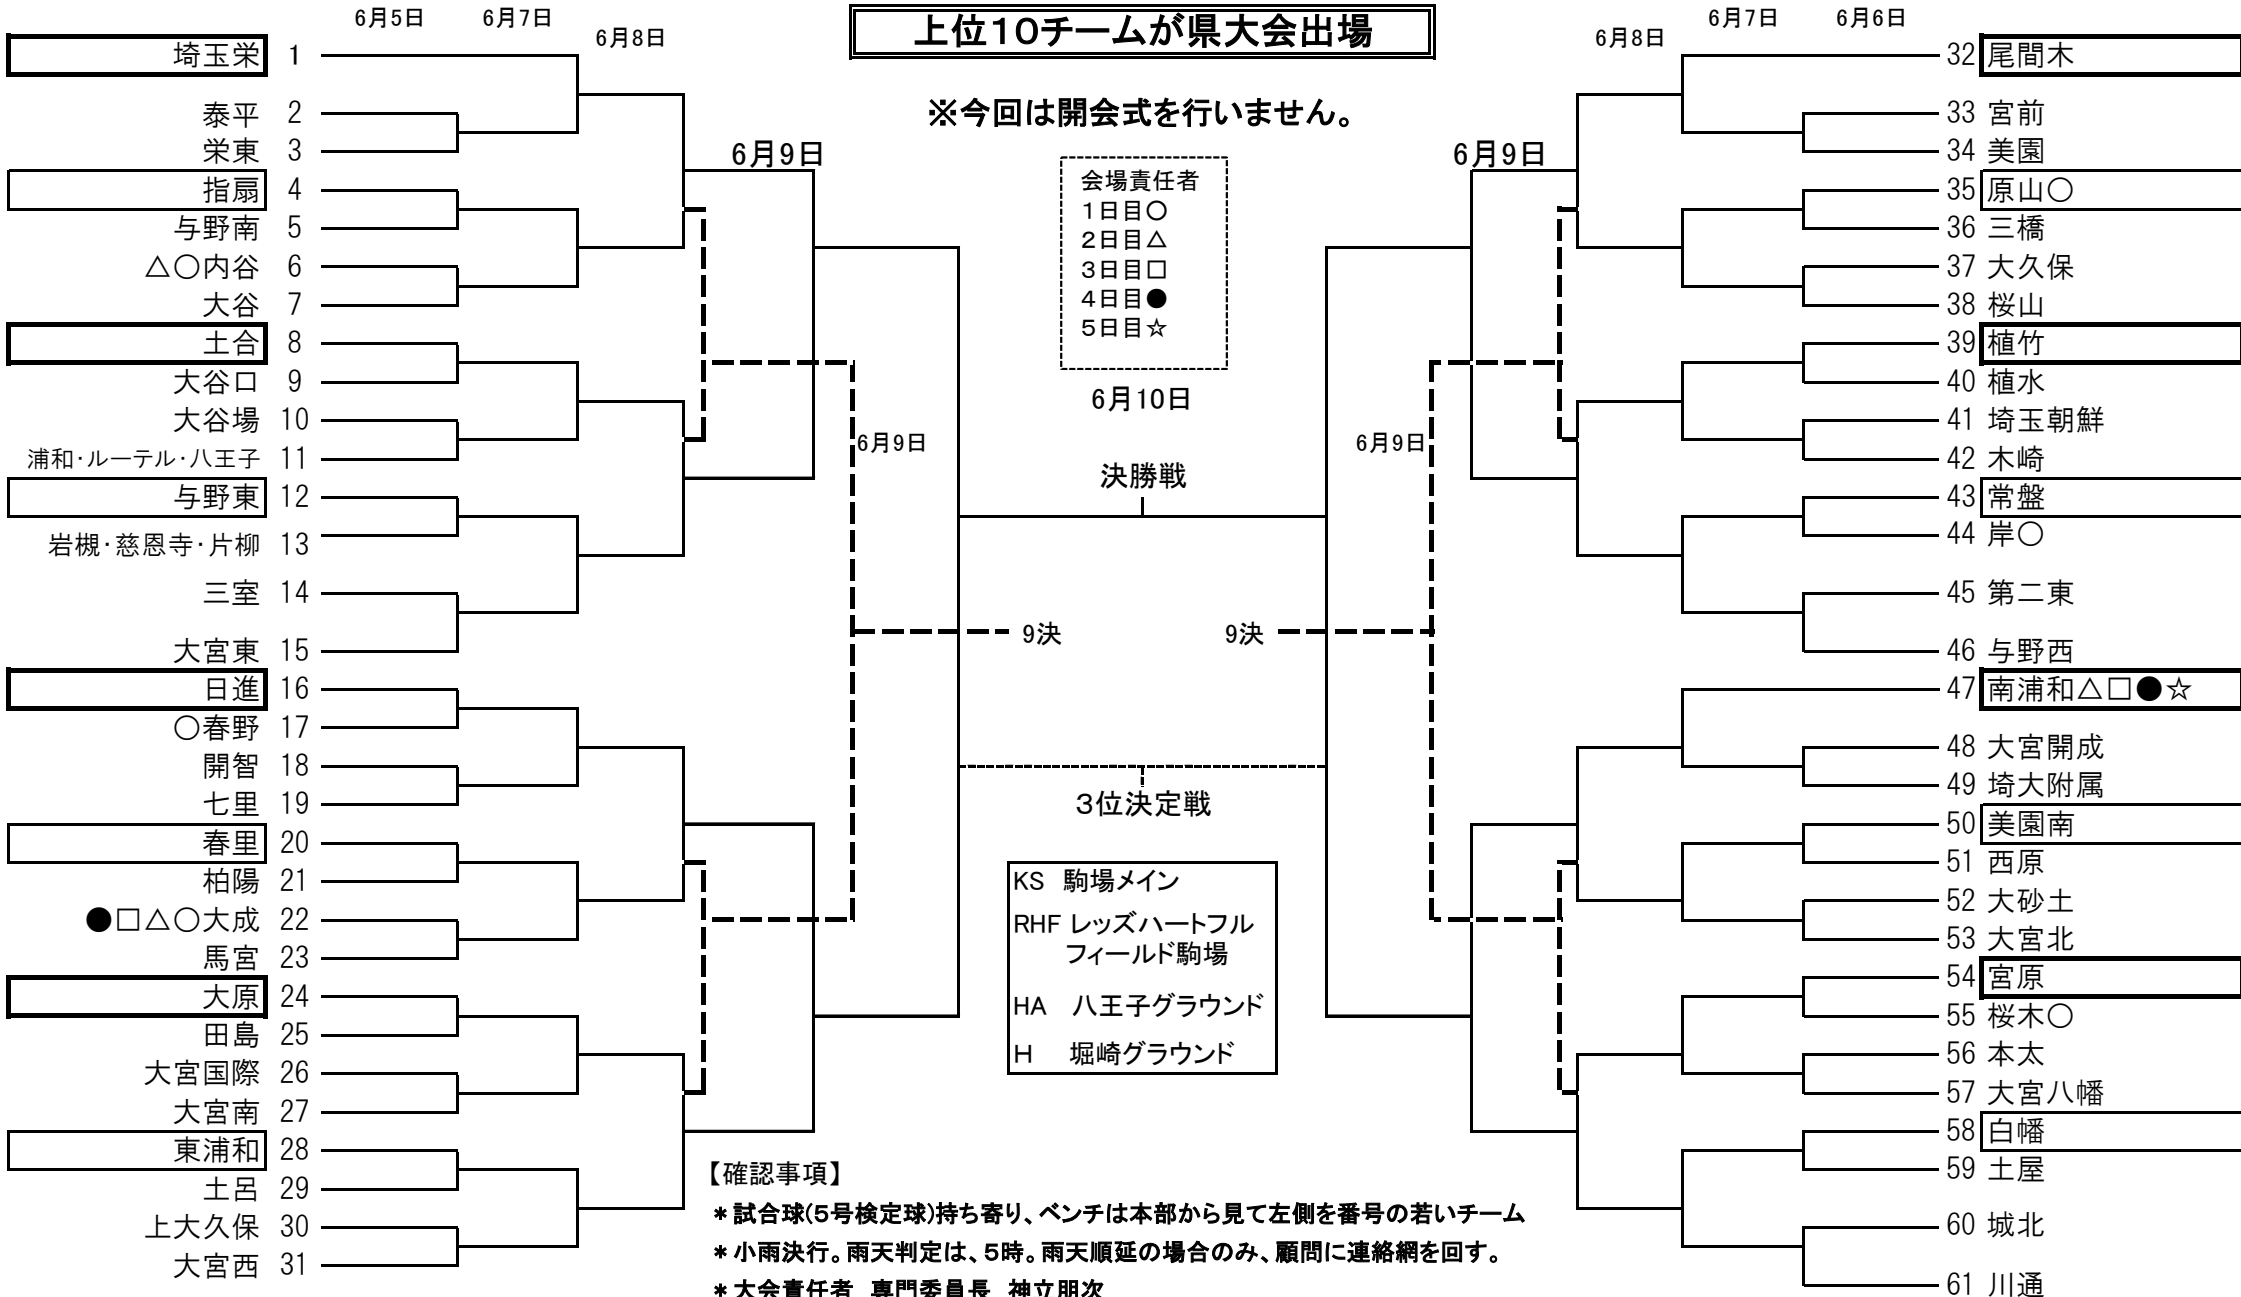 6月5日 6月7日 6月8日
上位10チームが県大会出場
6月8日 6月7日 6月6日
※今回は開会式を行いません。
埼玉栄 1
泰平 2
栄東 3
指扇 4
与野南 5
△〇内谷 6
大谷 7
土合 8
大谷口 9
大谷場 10
浦和・ルーテル・八王子 11
与野東 12
岩槻・慈恩寺・片柳 13
三室 14
大宮東 15
日進 16
〇春野 17
開智 18
七里 19
春里 20
柏陽 21
●□△〇大成 22
馬宮 23
大原 24
田島 25
大宮国際 26
大宮南 27
東浦和 28
土呂 29
上大久保 30
大宮西 31
6月9日
6月9日
会場責任者
1日目〇
2日目△
3日目□
4日目●
5日目☆
6月10日
6月9日
6月9日
決勝戦
9決
9決
3位決定戦
KS 駒場メイン
RHF レッズハートフル
フィールド駒場
HA 八王子グラウンド
H 堀崎グラウンド
32 尾間木
33 宮前
34 美園
35 原山〇
36 三橋
37 大久保
38 桜山
39 植竹
40 植水
41 埼玉朝鮮
42 木崎
43 常盤
44 岸〇
45 第二東
46 与野西
47 南浦和△□●☆
48 大宮開成
49 埼大附属
50 美園南
51 西原
52 大砂土
53 大宮北
54 宮原
55 桜木〇
56 本太
57 大宮八幡
58 白幡
59 土屋
60 城北
61 川通
【確認事項】
*試合球(5号検定球)持ち寄り、ベンチは本部から見て左側を番号の若いチーム
*小雨決行。雨天判定は、5時。雨天順延の場合のみ、顧問に連絡網を回す。
*大会責任者 専門委員長 神立朋次